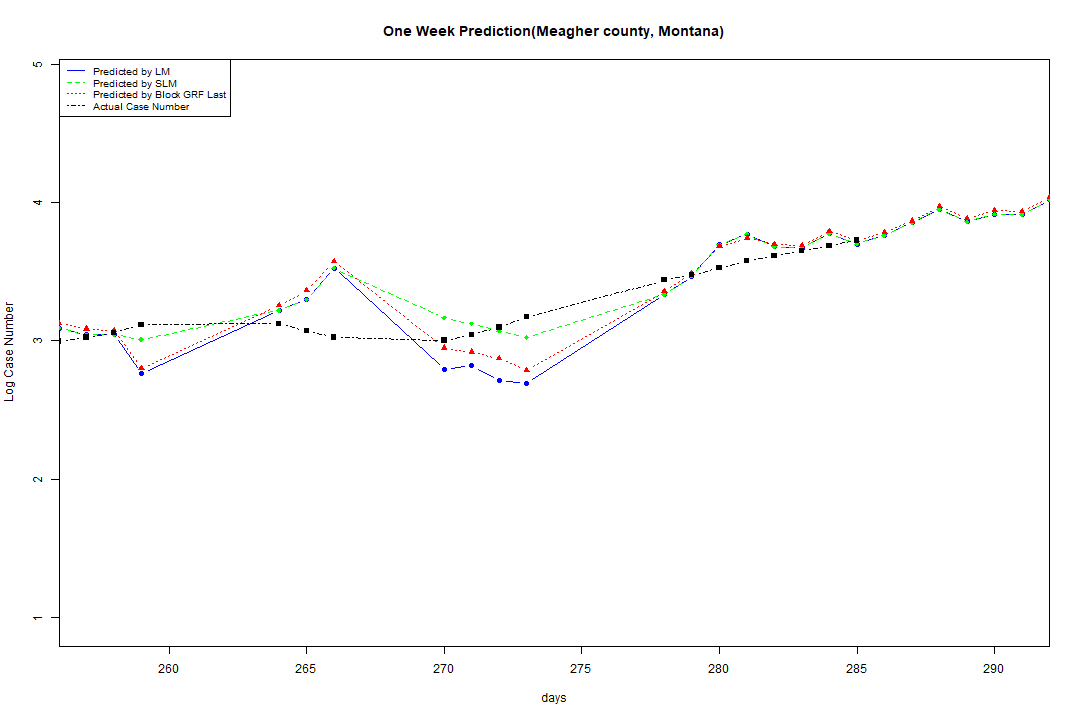 One Week Prediction(Meagher county, Montana)
Predicted by LM
Predicted by SLM
Predicted by Block GRF Last
Actual Case Number
5
4
3
2
1
Log Case Number
260 265 270 275 280 285 290
days